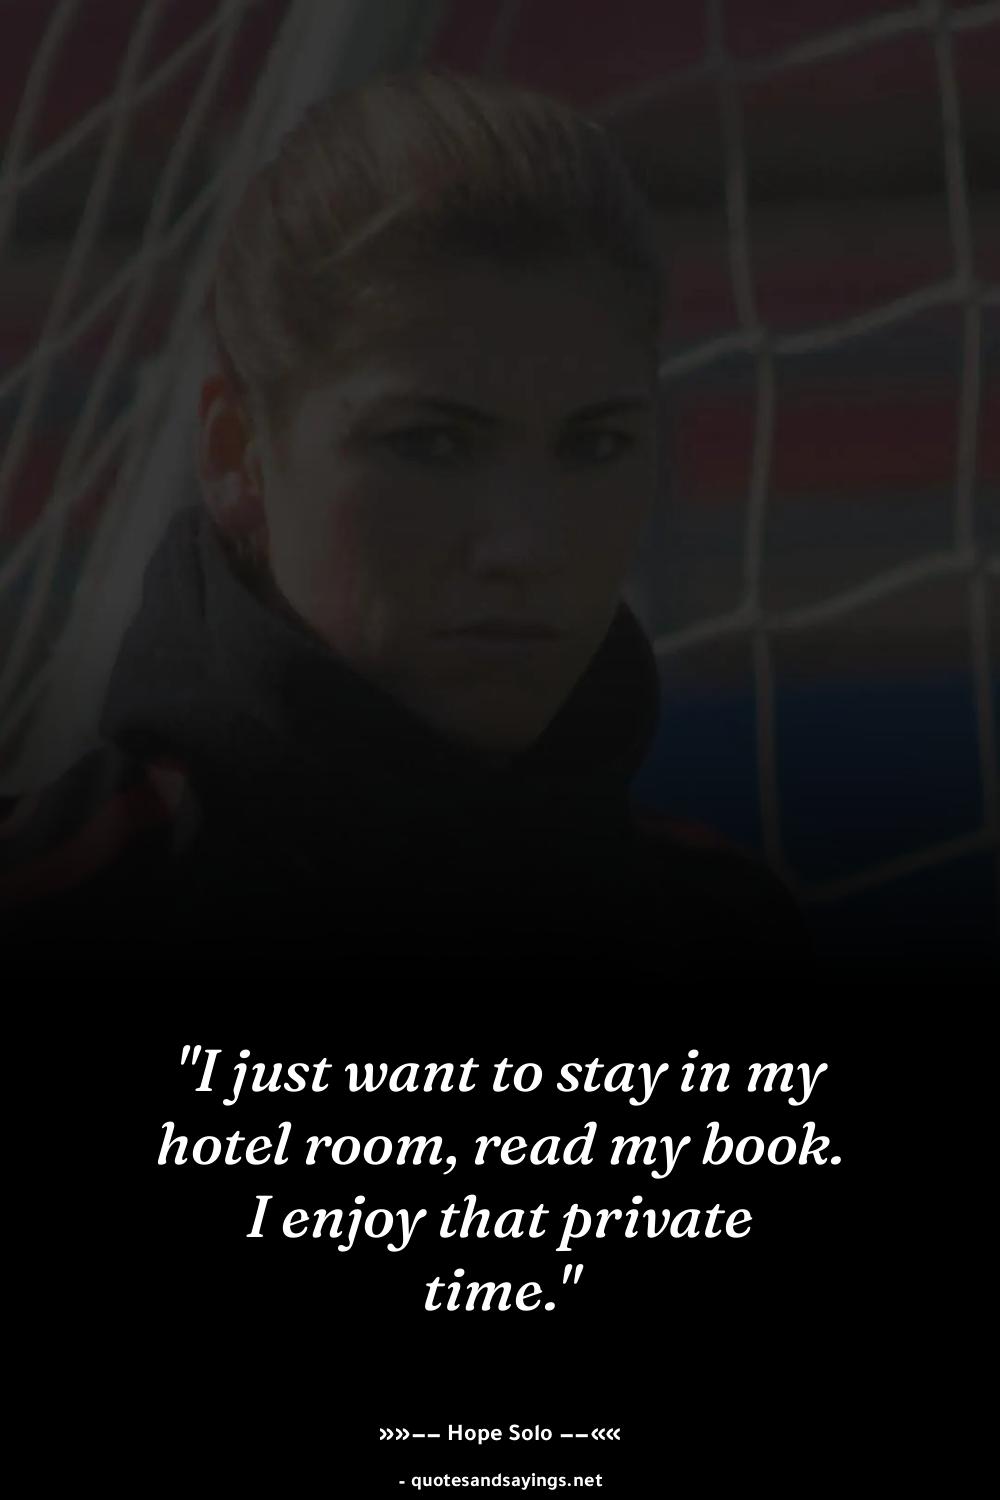 "I just want to stay in my
hotel room, read my book.
I enjoy that private
time."
»»–– Hope Solo ––««
- quotesandsayings.net